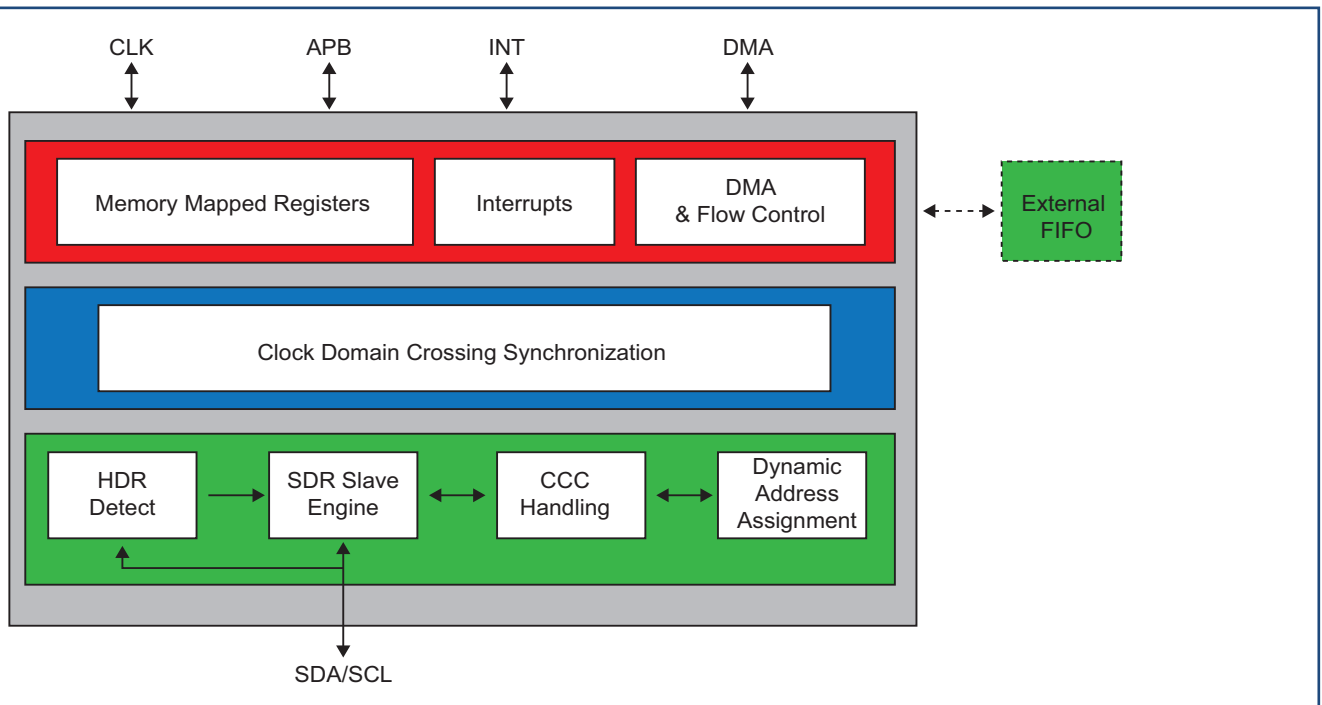 CLK
APB
INT
DMA
Memory Mapped Registers
Interrupts
DMA
& Flow Control
External
FIFO
Clock Domain Crossing Synchronization
HDR
Detect
SDR Slave
Engine
CCC
Handling
Dynamic
Address
Assignment
SDA/SCL